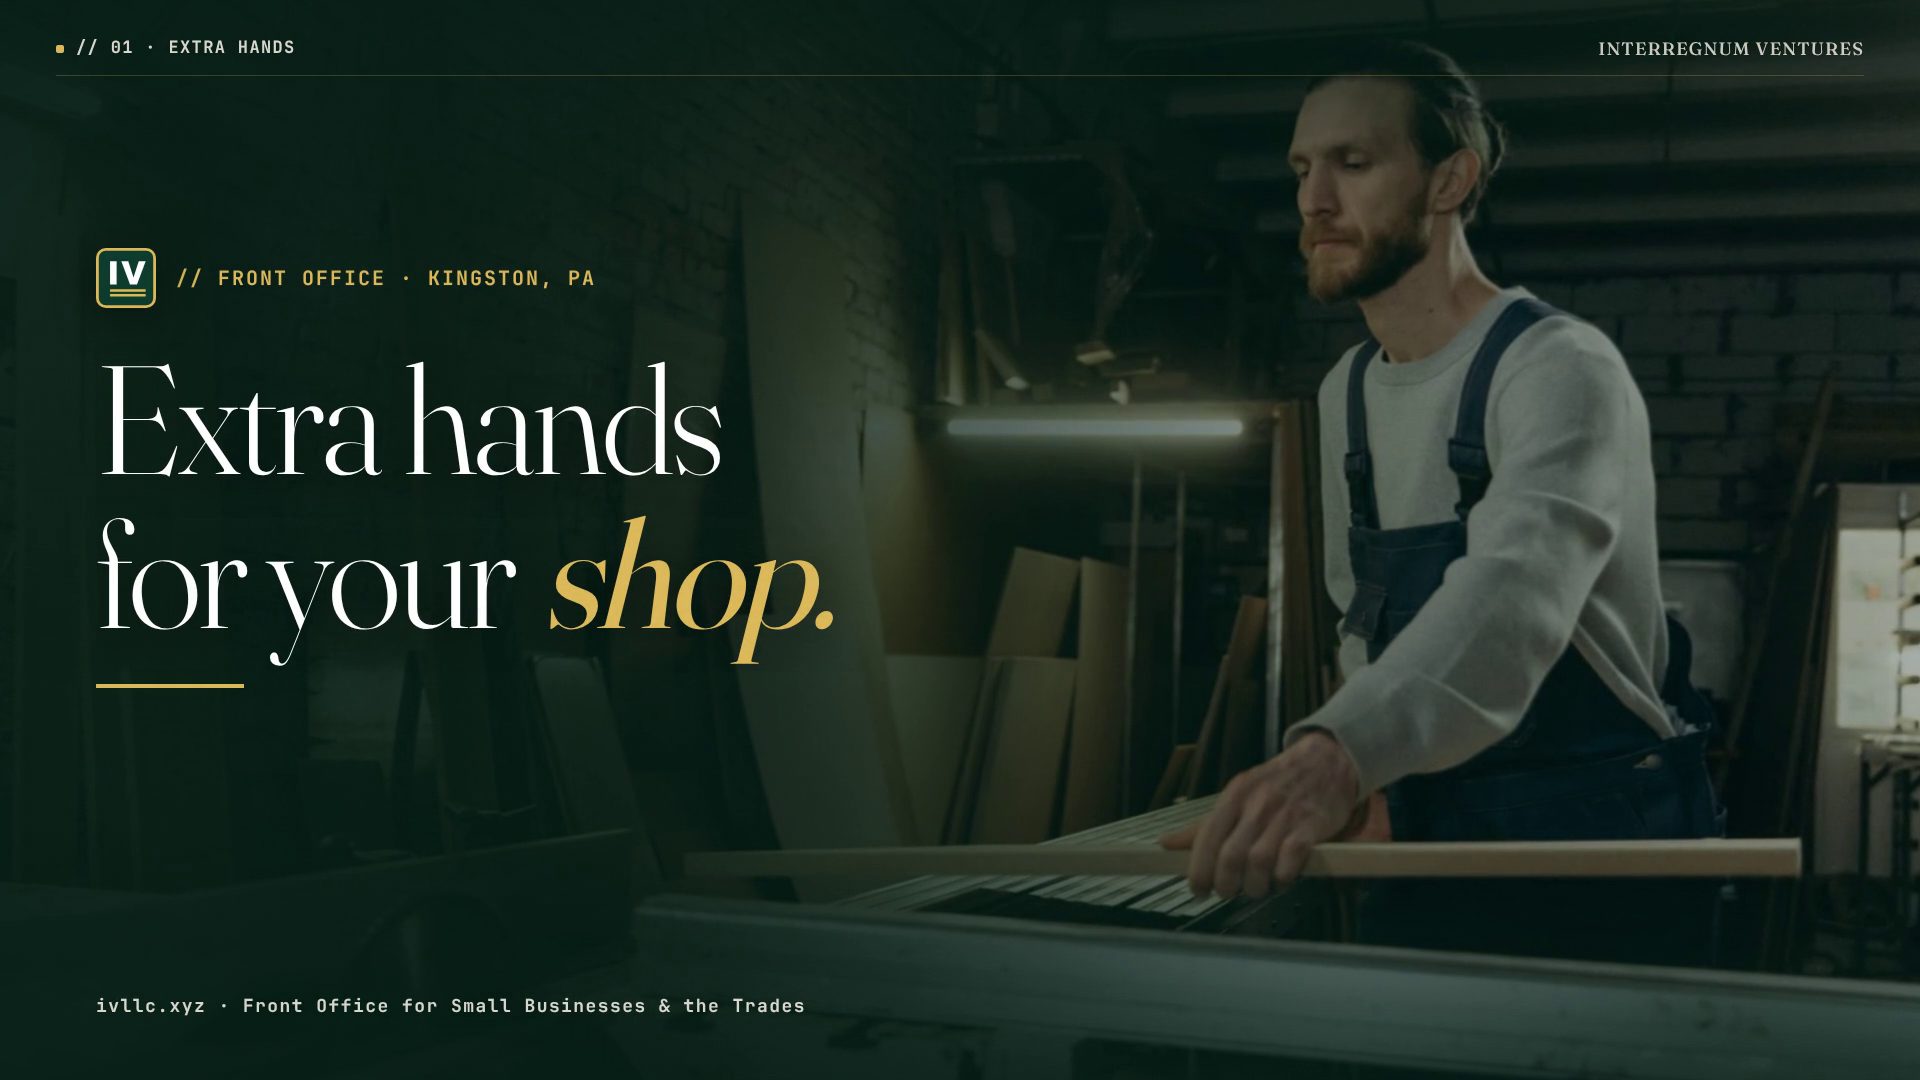 // 01 · EXTRA HANDS
INTERREGNUM VENTURES
IV
// FRONT OFFICE · KINGSTON, PA
Extra hands
for your shop.
ivllc.xyz · Front Office for Small Businesses & the Trades